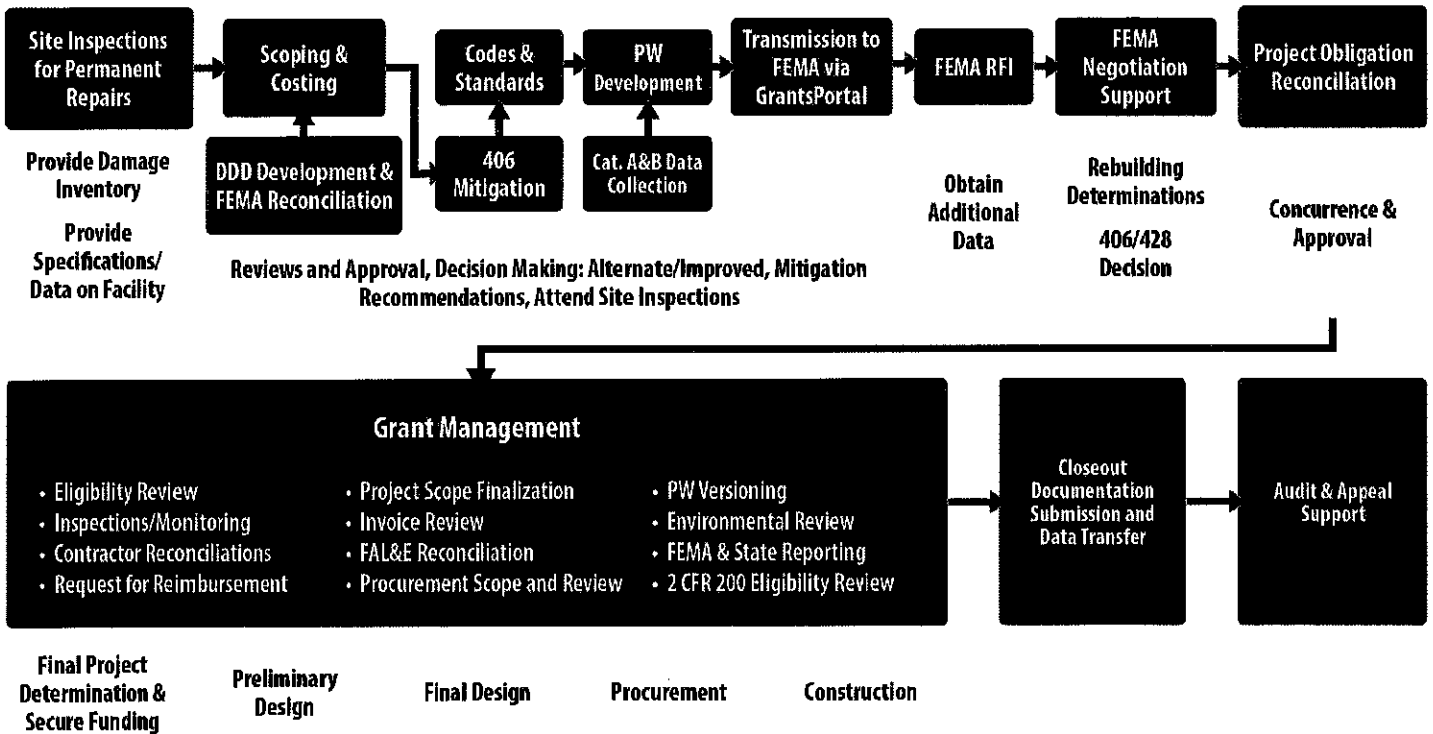 Site Inspections
for Permanent
Repairs
Scoping &
Costing
Codes &
Standards
PW
Development
Transmission to
FEMA via
GrantsPortal
FEMA RFI
FEMA
Negotiation
Support
Project Obligation
Reconciliation
DDD Development &
FEMA Reconciliation
406
Mitigation
Cat. A&B Data
Collection
Provide Damage
Inventory
Provide
Specifications/
Data on Facility
Reviews and Approval, Decision Making: Alternate/Improved, Mitigation
Recommendations, Attend Site Inspections
Obtain
Additional
Data
Rebuilding
Determinations
406/428
Decision
Concurrence &
Approval
Grant Management
• Eligibility Review
• Inspections/Monitoring
• Contractor Reconciliations
• Request for Reimbursement
• Project Scope Finalization
• Invoice Review
• FAL&E Reconciliation
• Procurement Scope and Review
• PW Versioning
• Environmental Review
• FEMA & State Reporting
• 2 CFR 200 Eligibility Review
Closeout
Documentation
Submission and
Data Transfer
Audit & Appeal
Support
Final Project
Determination &
Secure Funding
Preliminary
Design
Final Design
Procurement
Construction